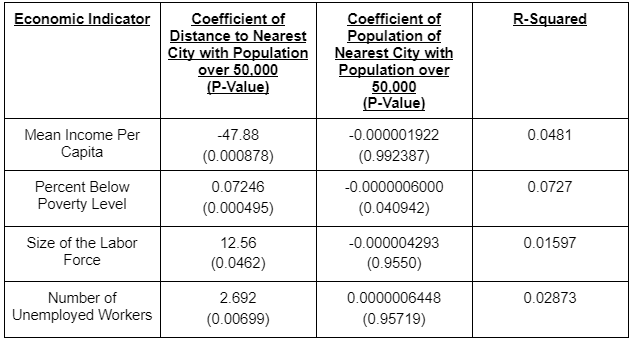 Economic Indicator
Coefficient of
Distance to Nearest
City with Population
over 50,000
(P-Value)
Coefficient of
Population of
Nearest City with
Population over
50,000
(P-Value)
R-Squared
Mean Income Per
Capita
-47.88
(0.000878)
-0.000001922
(0.992387)
0.0481
Percent Below
Poverty Level
0.07246
(0.000495)
-0.0000006000
(0.040942)
0.0727
Size of the Labor
Force
12.56
(0.0462)
-0.000004293
(0.9550)
0.01597
Number of
Unemployed Workers
2.692
(0.00699)
0.0000006448
(0.95719)
0.02873